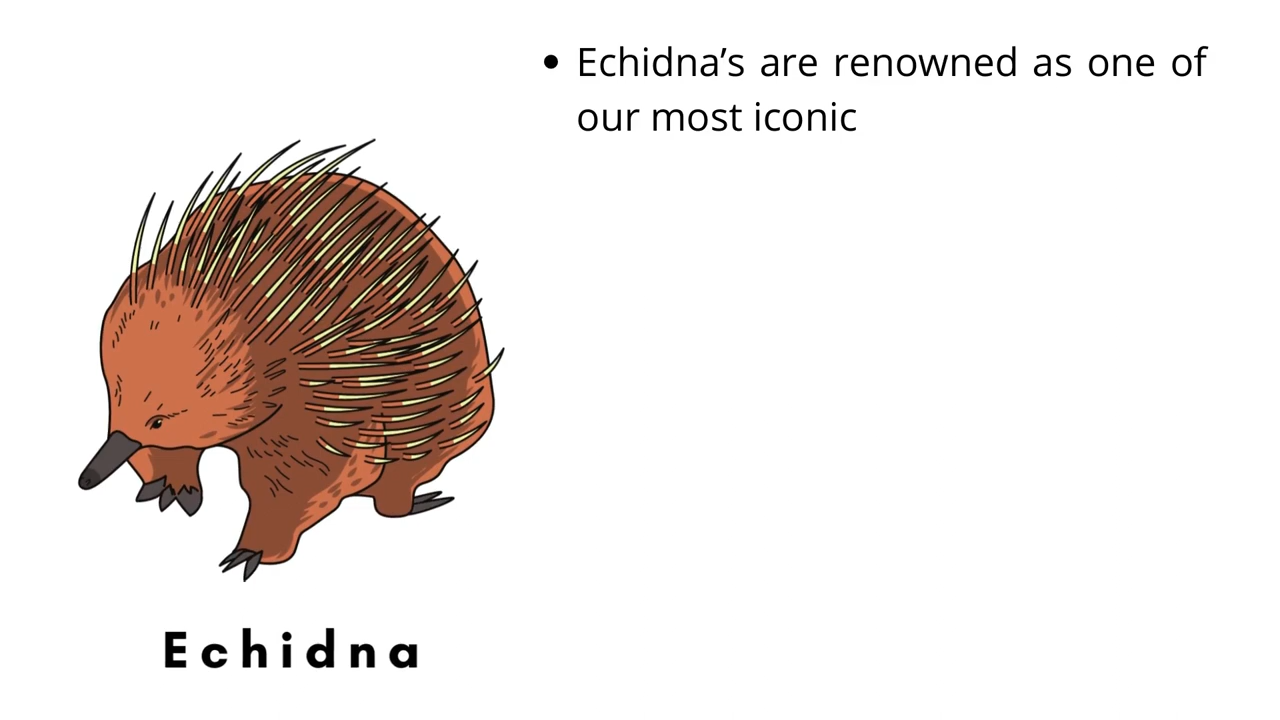 • Echidna’s are renowned as one of
our most iconic
Echidna